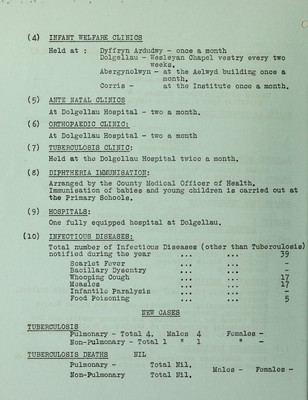 (4) INFANT WELFARE CLINICS
Held at : Dyffryn Ardudwy - once a month
Dolgellau - Wesleyan Chapel vestry every two
weeks.
Abergynolwyn - at the Aelwyd building once a
month.
Corris - at the Institute once a month.
(5) ANTE NATAL CLINICS
At Dolgellau Hospital - two a month.
(6) ORTHOPAEDIC CLINIC:
At Dolgellau Hospital - two a month
(7) TUBERCULOSIS CLINIC:
Held at the Dolgellau Hospital twice a month.
(8) DIPHTHERIA IMMUNISATION:
Arranged by the County Medical Officer of Health.
Immunisation of babies and young children is carried out at
the Primary Schools.
(9) HOSPITALS:
One fully equipped hospital at Dolgellau.
(10) INFECTIOUS DISEASES:
Total number of Infectious Diseases (other than Tuberculosis)
notified during the year ... ... 39
Scarlet Fever ... ... -
Bacillary Dysentry ... ... -
Whooping Cough ... ... 17
Measles ... ... 17
Infantile Paralysis ... ... -
Food Poisoning ... ... 5
NEW CASES
TUBERCULOSIS
Pulmonary - Total 4. Males 4 Females -
Non-Pulmonary - Total 1 " 1 " -
TUBERCULOSIS DEATHS NIL
Pulmonary - Total Nil.
Males - Females -
Non-Pulmonary Total Nil.